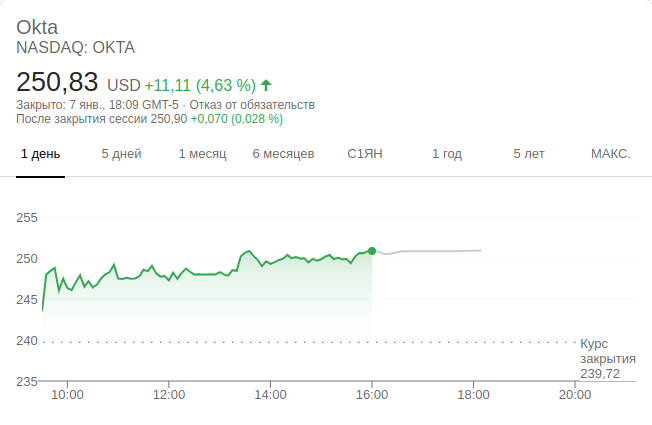 Okta
NASDAQ: OKTA
250,83 USD +11,11 (4,63 %) ↑
Закрыто: 7 янв., 18:09 GMT-5 · Отказ от обязательств
После закрытия сессии 250,90 +0,070 (0,028 %)
1 день 5 дней 1 месяц 6 месяцев С1ЯН 1 год 5 лет МАКС.
255
250
245
240
Курс
закрытия
239,72
235
10:00 12:00 14:00 16:00 18:00 20:00